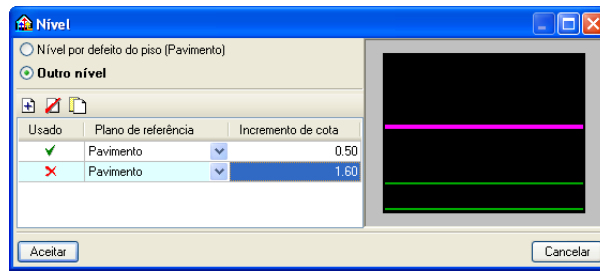 Nível
Nível por defeito do piso (Pavimento)
Outro nível
Usado Plano de referência Incremento de cota
Pavimento 0.50
Pavimento 1.60
Aceitar Cancelar